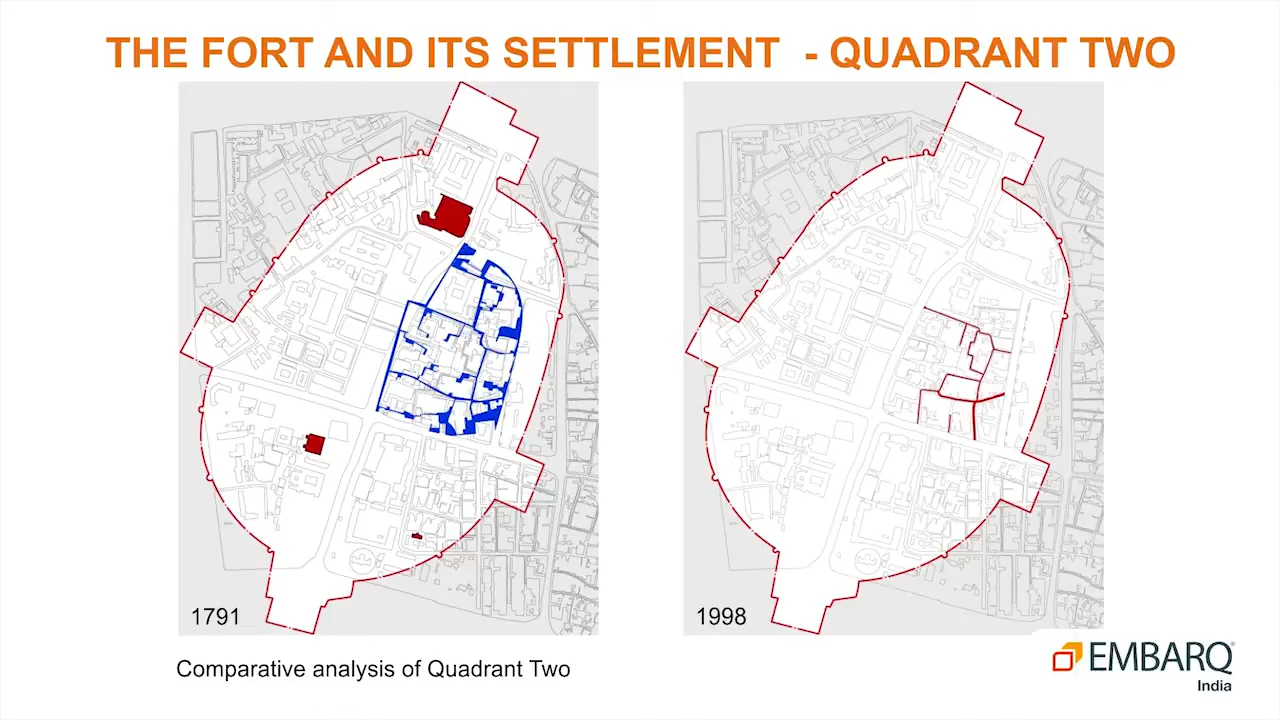 THE FORT AND ITS SETTLEMENT - QUADRANT TWO
1791
1998
Comparative analysis of Quadrant Two
EMBARQ®
India